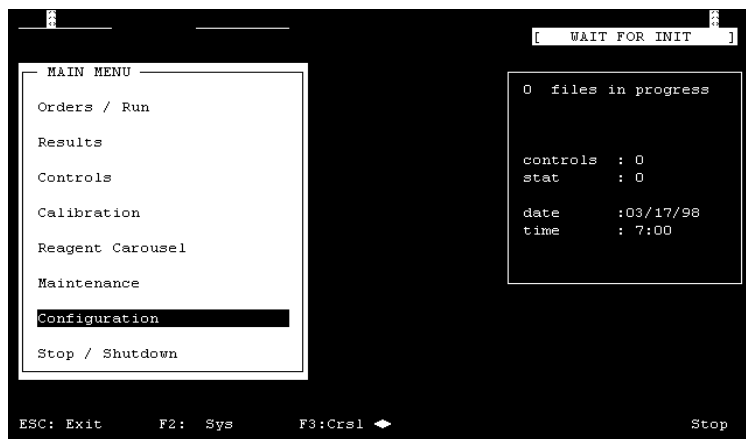 [ WAIT FOR INIT ]
MAIN MENU
Orders / Run
Results
Controls
Calibration
Reagent Carousel
Maintenance
Configuration
Stop / Shutdown
0 files in progress
controls : 0
stat : 0
date :03/17/98
time : 7:00
ESC: Exit F2: Sys F3:Crsl Stop